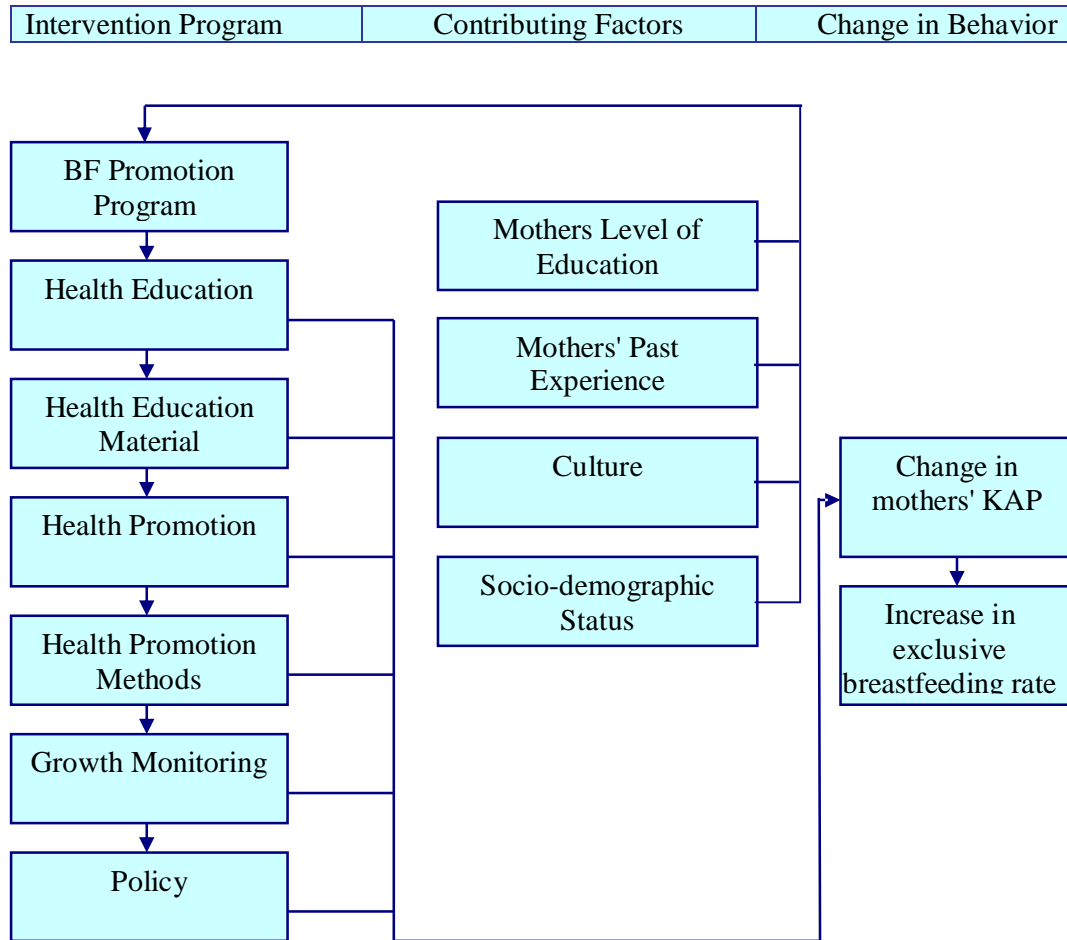 Intervention Program
Contributing Factors
Change in Behavior
BF Promotion
Program
Health Education
Health Education
Material
Health Promotion
Health Promotion
Methods
Growth Monitoring
Policy
Mothers Level of
Education
Mothers' Past
Experience
Culture
Socio-demographic
Status
Change in
mothers' KAP
Increase in
exclusive
breastfeeding rate